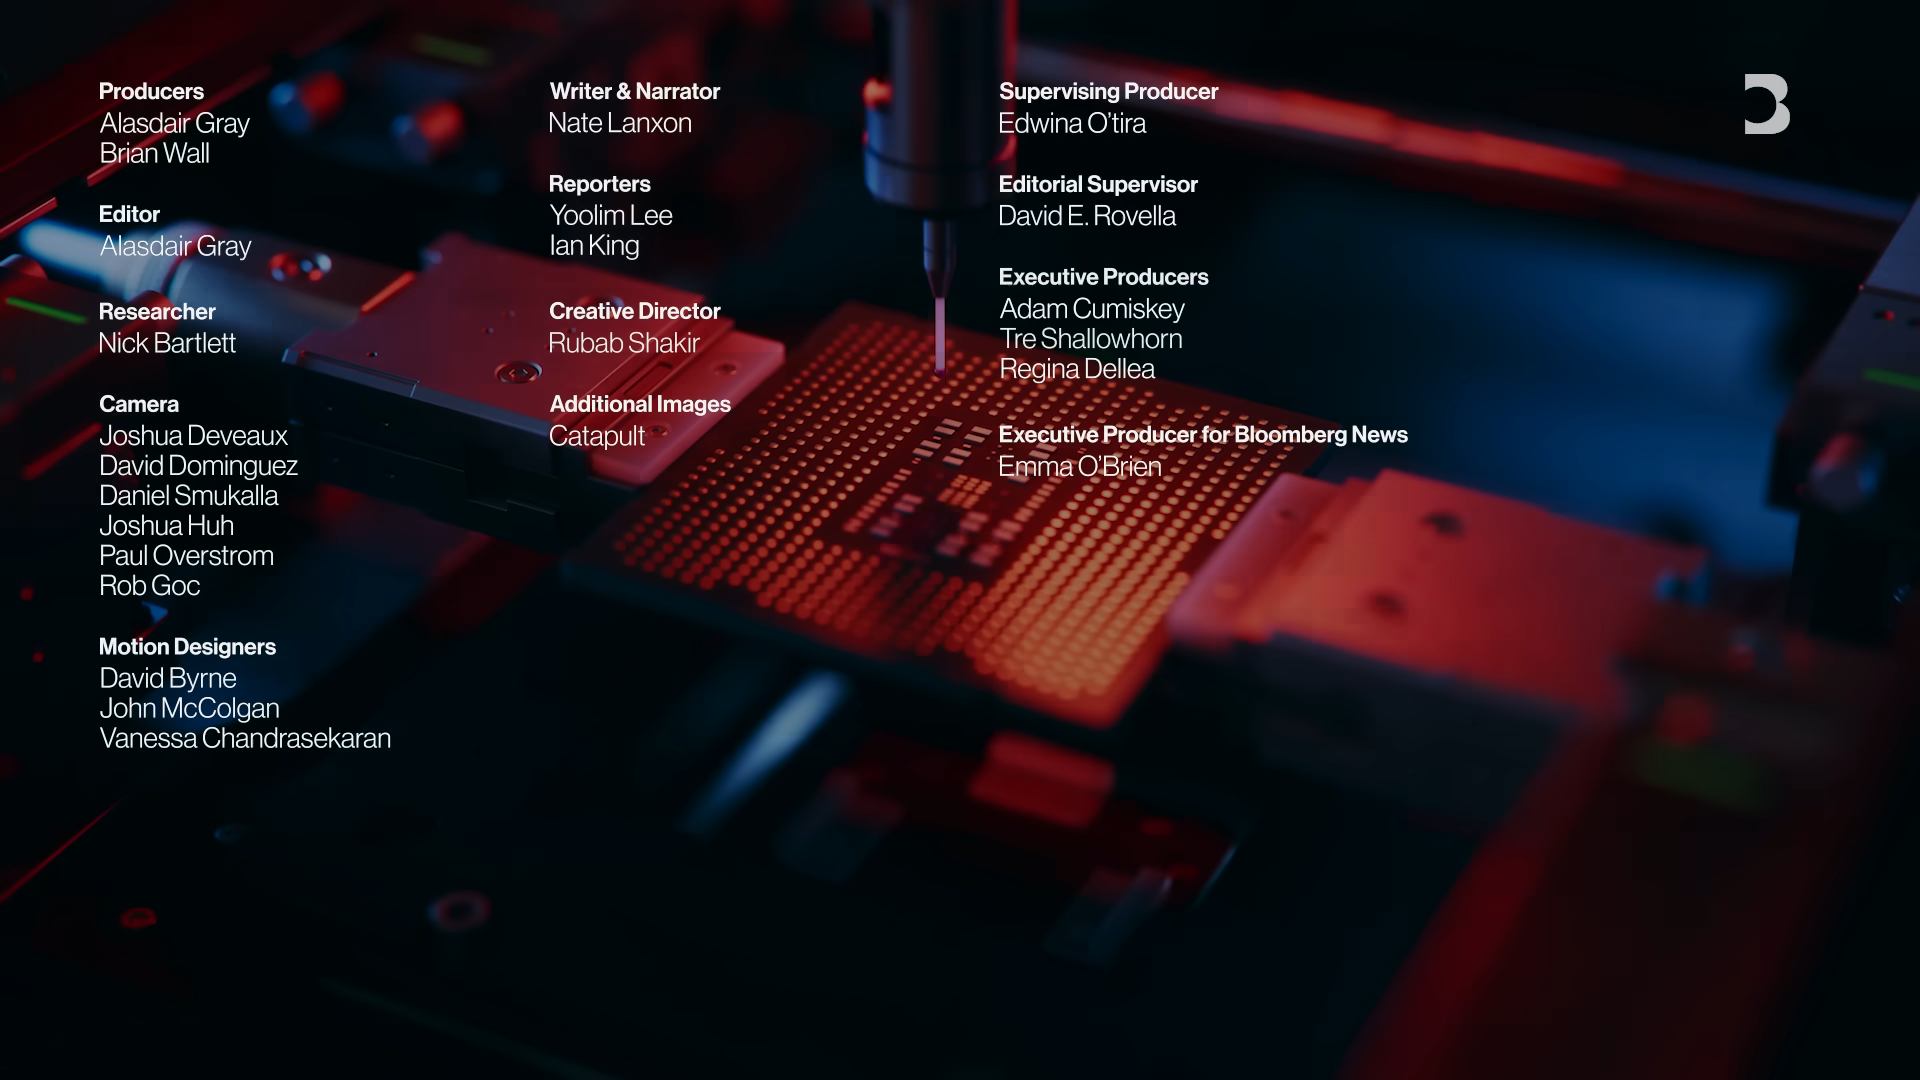 Producers
Alasdair Gray
Brian Wall
Editor
Alasdair Gray
Researcher
Nick Bartlett
Camera
Joshua Deveaux
David Dominguez
Daniel Smukalla
Joshua Huh
Paul Overstrom
Rob Goc
Motion Designers
David Byrne
John McColgan
Vanessa Chandrasekaran
Writer & Narrator
Nate Lanxon
Reporters
Yoolim Lee
Ian King
Creative Director
Rubab Shakir
Additional Images
Catapult
Supervising Producer
Edwina O’tira
Editorial Supervisor
David E. Rovella
Executive Producers
Adam Cumiskey
Tre Shallowhorn
Regina Dellea
Executive Producer for Bloomberg News
Emma O’Brien